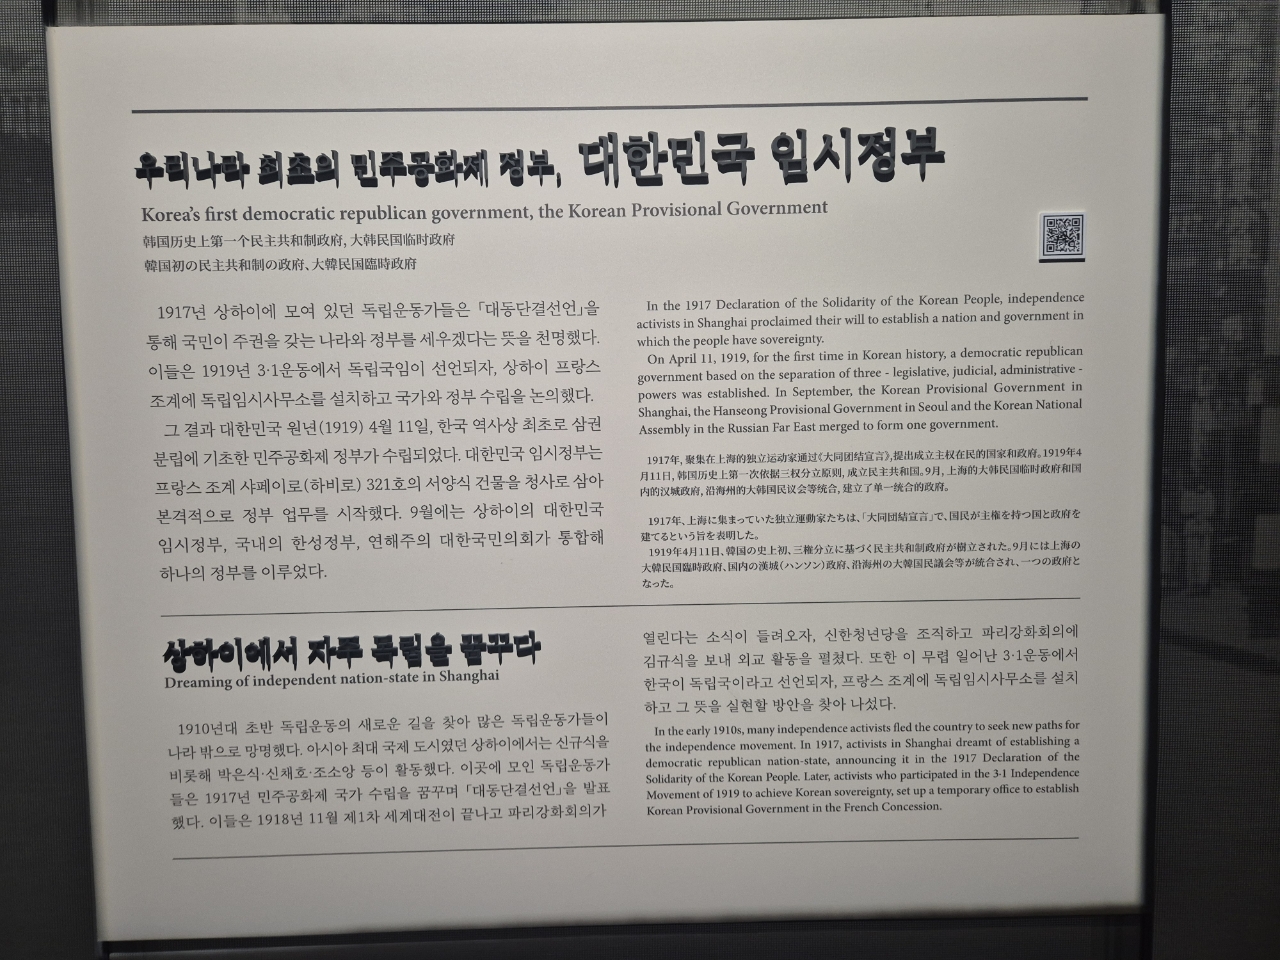 우리나라 최초의 민주공화제 정부, 대한민국 임시정부
Korea's first democratic republican government, the Korean Provisional Government
韩国历史上第一个民主共和制政府, 大韩民国临时政府
韓国初の民主共和制の政府、大韓民国臨時政府
1917년 상하이에 모여 있던 독립운동가들은 「대동단결선언」을
통해 국민이 주권을 갖는 나라와 정부를 세우겠다는 뜻을 천명했다.
이들은 1919년 3·1운동에서 독립국임이 선언되자, 상하이 프랑스
조계에 독립임시사무소를 설치하고 국가와 정부 수립을 논의했다.
그 결과 대한민국 원년(1919) 4월 11일, 한국 역사상 최초로 삼권
분립에 기초한 민주공화제 정부가 수립되었다. 대한민국 임시정부는
프랑스 조계 샤페이로(하비로) 321호의 서양식 건물을 청사로 삼아
본격적으로 정부 업무를 시작했다. 9월에는 상하이의 대한민국
임시정부, 국내의 한성정부, 연해주의 대한국민의회가 통합해
하나의 정부를 이루었다.
In the 1917 Declaration of the Solidarity of the Korean People, independence
activists in Shanghai proclaimed their will to establish a nation and government in
which the people have sovereignty.
On April 11, 1919, for the first time in Korean history, a democratic republican
government based on the separation of three - legislative, judicial, administrative -
powers was established. In September, the Korean Provisional Government in
Shanghai, the Hanseong Provisional Government in Seoul and the Korean National
Assembly in the Russian Far East merged to form one government.
1917年, 聚集在上海的独立运动家通过《大同团结宣言》,提出成立主权在民的国家和政府。1919年4
月11日, 韩国历史上第一次依据三权分立原则, 成立民主共和国。9月, 上海的大韩民国临时政府和国
内的汉城政府, 沿海州的大韩国民议会等统合, 建立了单一统合的政府。
1917年、上海に集まっていた独立運動家たちは、「大同団結宣言」で、国民が主権を持つ国と政府を
建てるという旨を表明した。
1919年4月11日、韓国の史上初、三権分立に基づく民主共和制政府が樹立された。9月には上海の
大韓民国臨時政府、国内の漢城(ハンソン)政府、沿海州の大韓国民議会等が統合され、一つの政府と
なった。
상하이에서 자주 독립을 꿈꾸다
Dreaming of independent nation-state in Shanghai
1910년대 초반 독립운동의 새로운 길을 찾아 많은 독립운동가들이
나라 밖으로 망명했다. 아시아 최대 국제 도시였던 상하이에서는 신규식을
비롯해 박은식·신채호·조소앙 등이 활동했다. 이곳에 모인 독립운동가
들은 1917년 민주공화제 국가 수립을 꿈꾸며 「대동단결선언」을 발표
했다. 이들은 1918년 11월 제1차 세계대전이 끝나고 파리강화회의가
열린다는 소식이 들려오자, 신한청년당을 조직하고 파리강화회의에
김규식을 보내 외교 활동을 펼쳤다. 또한 이 무렵 일어난 3·1운동에서
한국이 독립국이라고 선언되자, 프랑스 조계에 독립임시사무소를 설치
하고 그 뜻을 실현할 방안을 찾아 나섰다.
In the early 1910s, many independence activists fled the country to seek new paths for
the independence movement. In 1917, activists in Shanghai dreamt of establishing a
democratic republican nation-state, announcing it in the 1917 Declaration of the
Solidarity of the Korean People. Later, activists who participated in the 3·1 Independence
Movement of 1919 to achieve Korean sovereignty, set up a temporary office to establish
Korean Provisional Government in the French Concession.